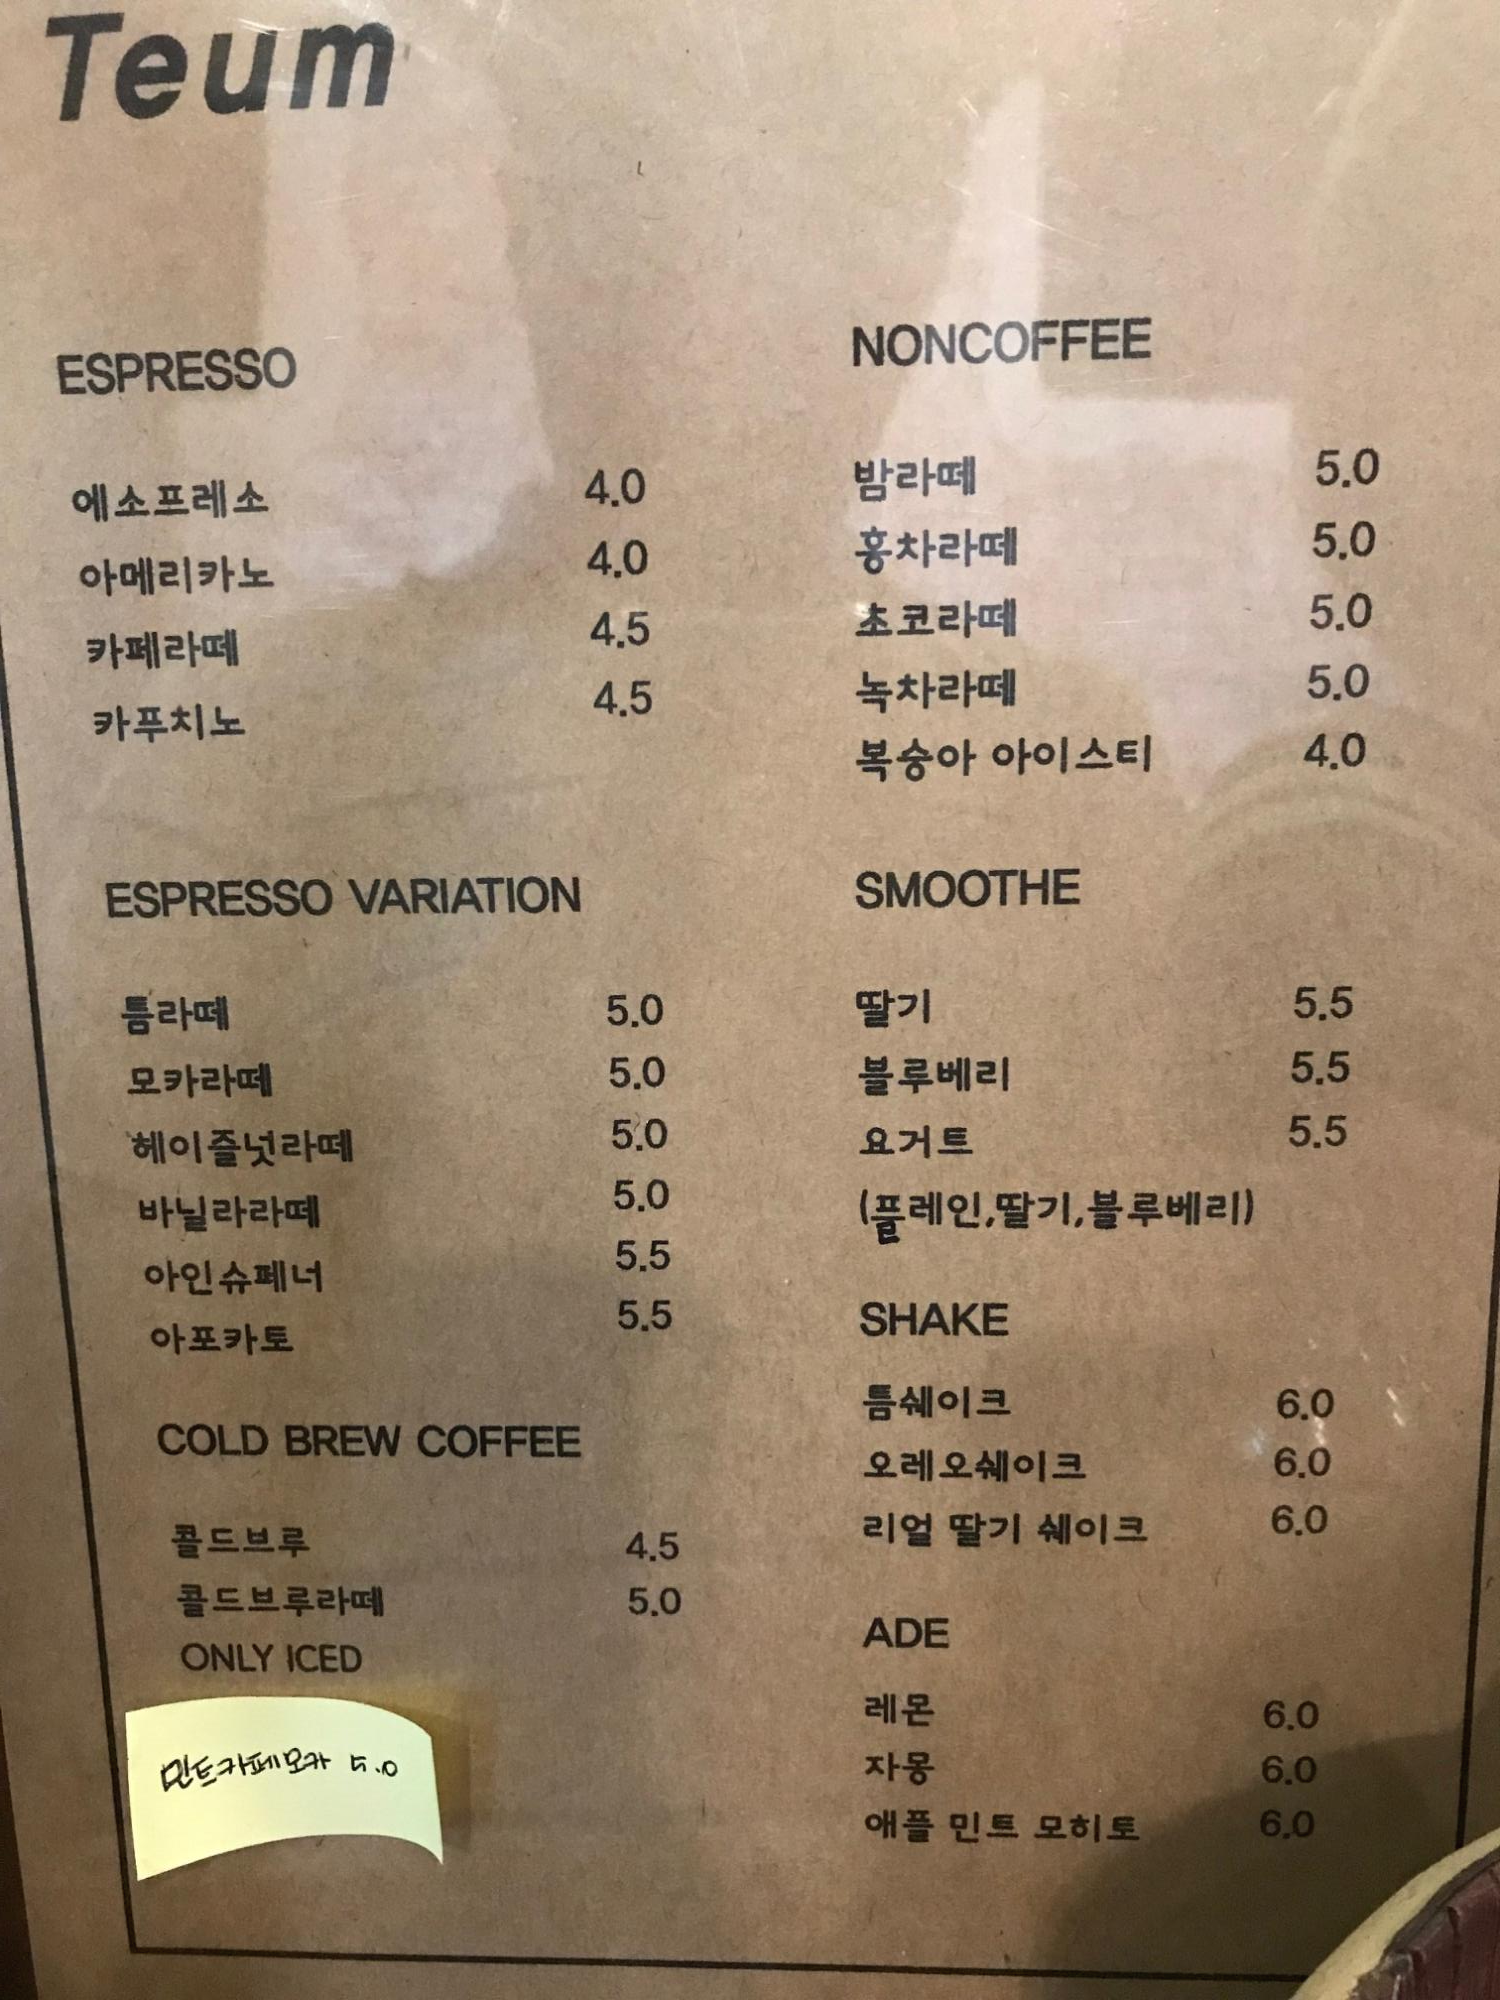 Teum
ESPRESSO
에소프레소 4.0
아메리카노 4.0
카페라떼 4.5
카푸치노 4.5
ESPRESSO VARIATION
틈라떼 5.0
모카라떼 5.0
헤이즐넛라떼 5.0
바닐라라떼 5.0
아인슈페너 5.5
아포카토 5.5
COLD BREW COFFEE
콜드브루 4.5
콜드브루라떼 5.0
ONLY ICED
민트카페모카 5.0
NONCOFFEE
밤라떼 5.0
홍차라떼 5.0
초코라떼 5.0
녹차라떼 5.0
복숭아 아이스티 4.0
SMOOTHE
딸기 5.5
블루베리 5.5
요거트 5.5
(플레인,딸기,블루베리)
SHAKE
틈쉐이크 6.0
오레오쉐이크 6.0
리얼 딸기 쉐이크 6.0
ADE
레몬 6.0
자몽 6.0
애플 민트 모히토 6.0